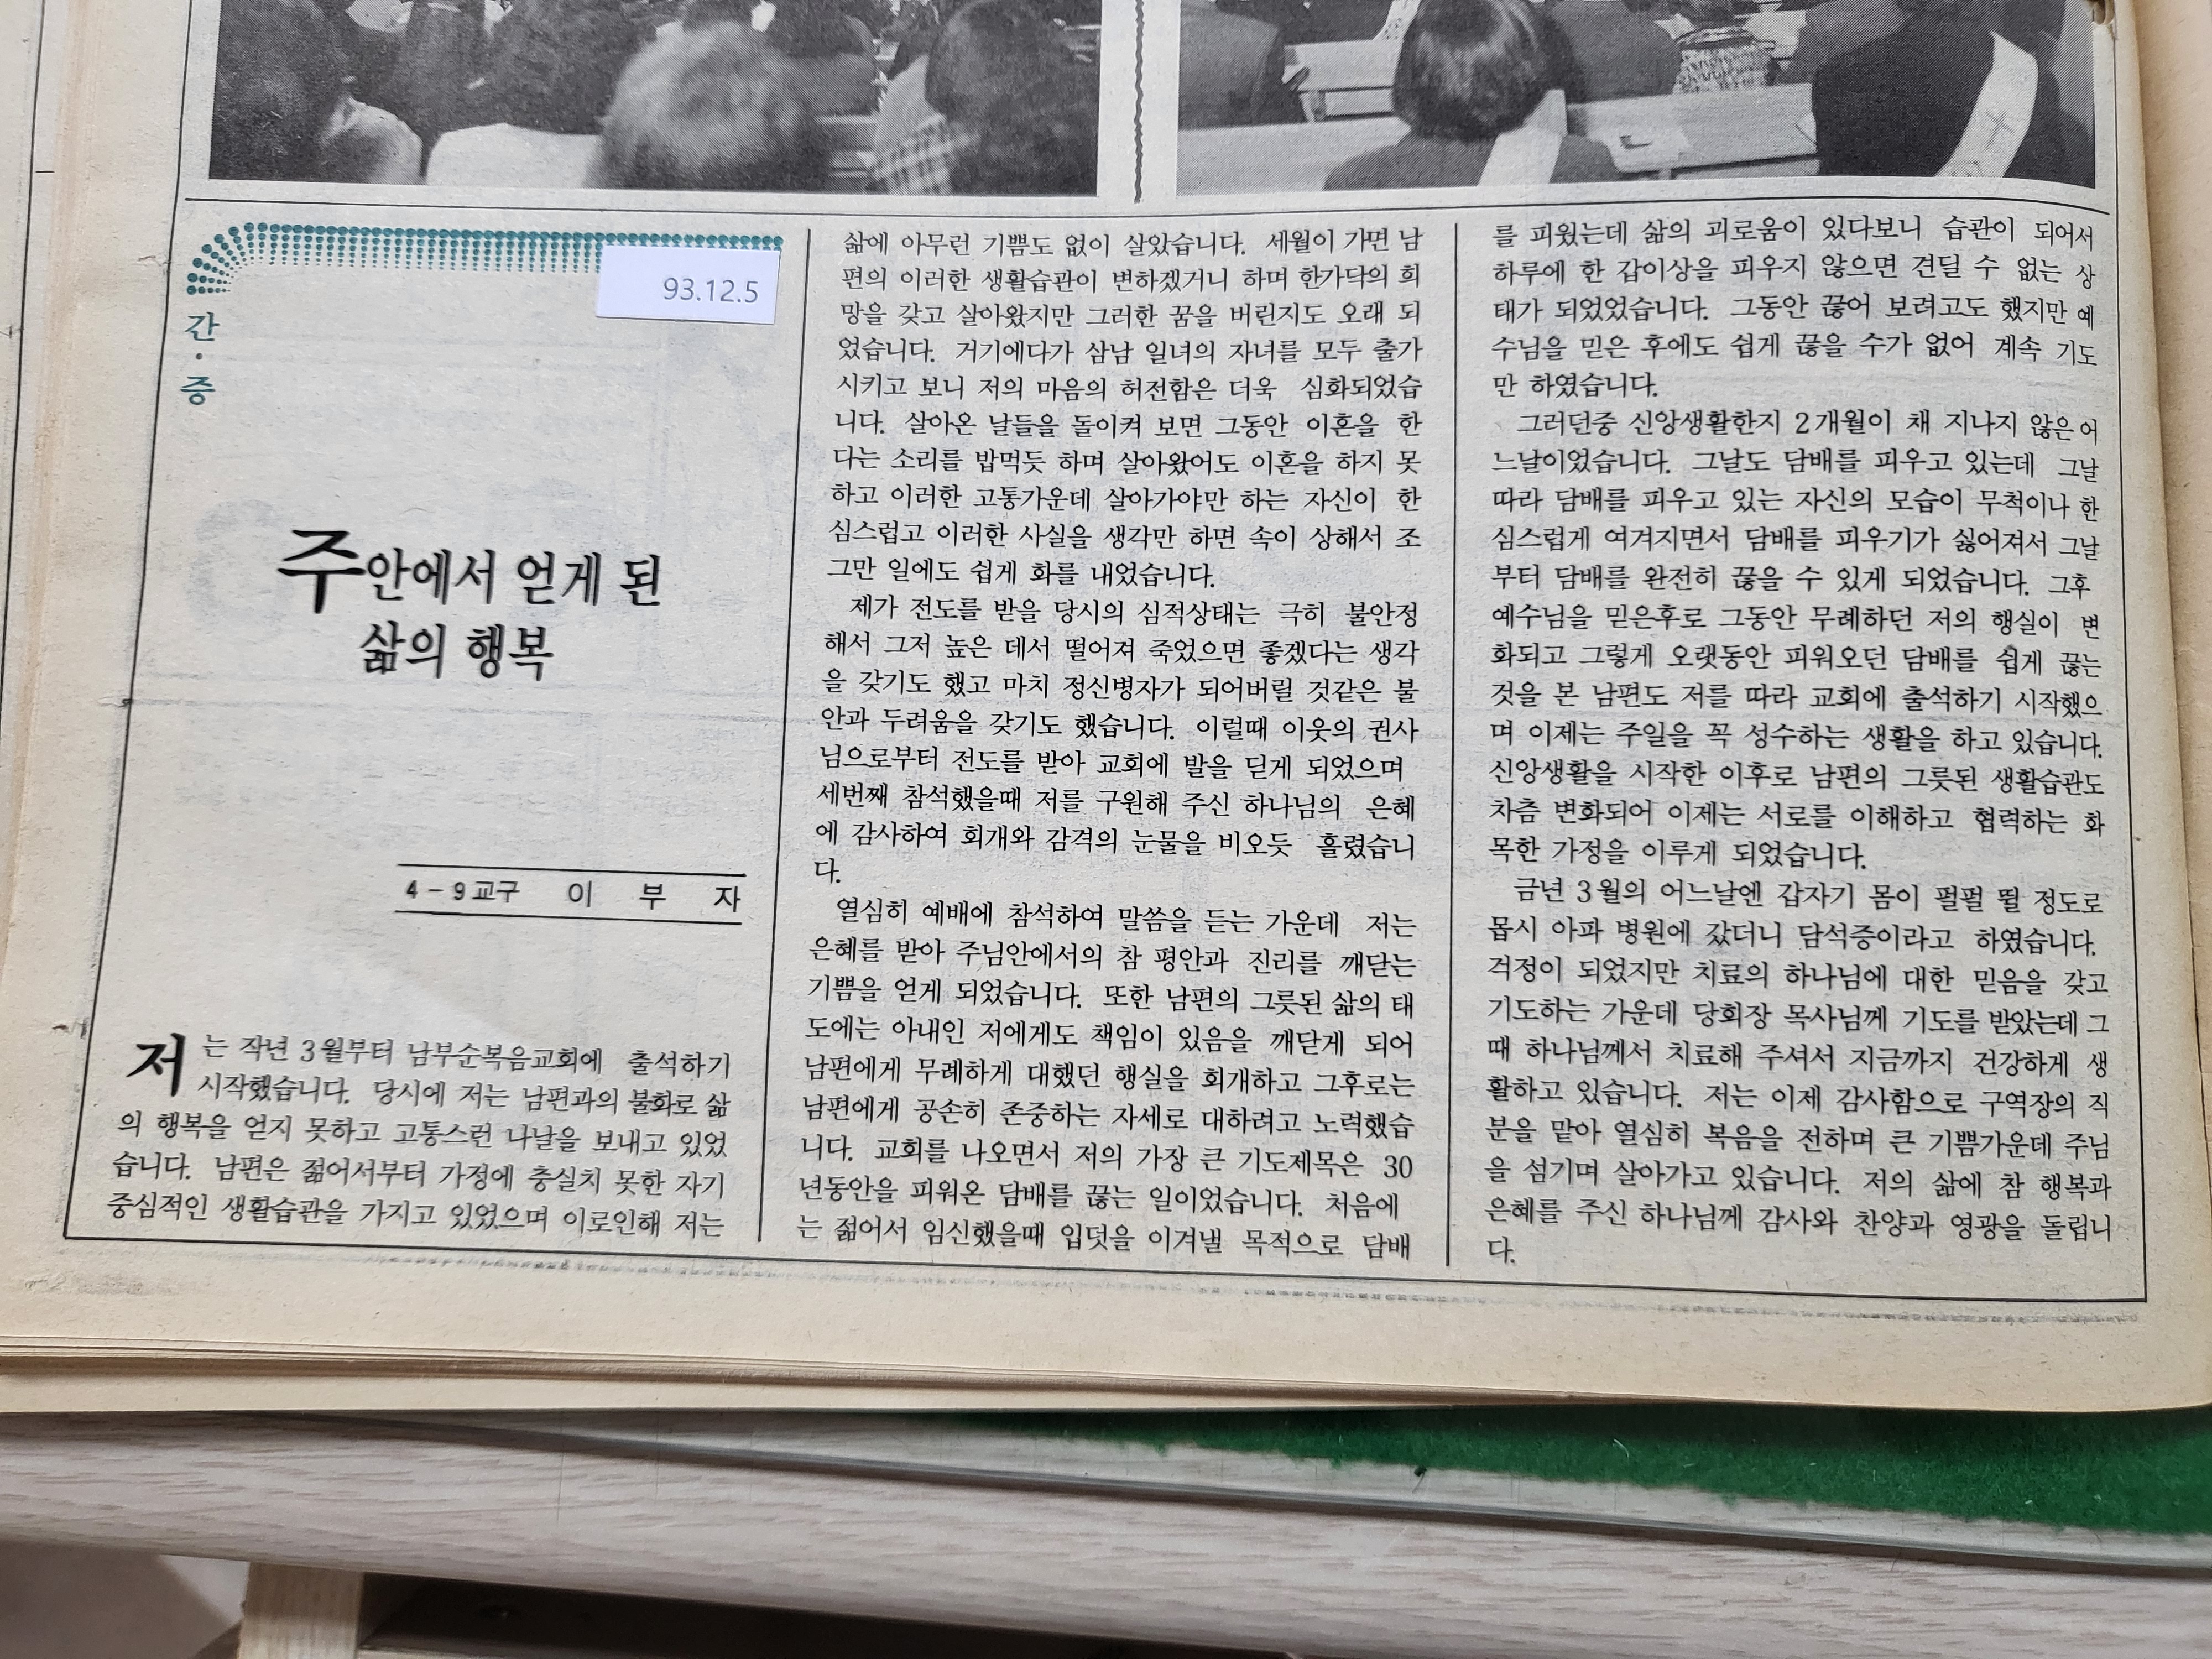 93.12.5
간·증
주안에서 얻게 된
삶의 행복
4-9교구 이 부 자
저는 작년 3월부터 남부순복음교회에 출석하기
시작했습니다. 당시에 저는 남편과의 불화로 삶
의 행복을 얻지 못하고 고통스런 나날을 보내고 있었
습니다. 남편은 젊어서부터 가정에 충실치 못한 자기
중심적인 생활습관을 가지고 있었으며 이로인해 저는
삶에 아무런 기쁨도 없이 살았습니다. 세월이 가면 남
편의 이러한 생활습관이 변하겠거니 하며 한가닥의 희
망을 갖고 살아왔지만 그러한 꿈을 버린지도 오래 되
었습니다. 거기에다가 삼남 일녀의 자녀를 모두 출가
시키고 보니 저의 마음의 허전함은 더욱 심화되었습
니다. 살아온 날들을 돌이켜 보면 그동안 이혼을 한
다는 소리를 밥먹듯 하며 살아왔어도 이혼을 하지 못
하고 이러한 고통가운데 살아가야만 하는 자신이 한
심스럽고 이러한 사실을 생각만 하면 속이 상해서 조
그만 일에도 쉽게 화를 내었습니다.
제가 전도를 받을 당시의 심적상태는 극히 불안정
해서 그저 높은 데서 떨어져 죽었으면 좋겠다는 생각
을 갖기도 했고 마치 정신병자가 되어버릴 것같은 불
안과 두려움을 갖기도 했습니다. 이럴때 이웃의 권사
님으로부터 전도를 받아 교회에 발을 딛게 되었으며
세번째 참석했을때 저를 구원해 주신 하나님의 은혜
에 감사하여 회개와 감격의 눈물을 비오듯 흘렸습니
다.
열심히 예배에 참석하여 말씀을 듣는 가운데 저는
은혜를 받아 주님안에서의 참 평안과 진리를 깨닫는
기쁨을 얻게 되었습니다. 또한 남편의 그릇된 삶의 태
도에는 아내인 저에게도 책임이 있음을 깨닫게 되어
남편에게 무례하게 대했던 행실을 회개하고 그후로는
남편에게 공손히 존중하는 자세로 대하려고 노력했습
니다. 교회를 나오면서 저의 가장 큰 기도제목은 30
년동안을 피워온 담배를 끊는 일이었습니다. 처음에
는 젊어서 임신했을때 입덧을 이겨낼 목적으로 담배
를 피웠는데 삶의 괴로움이 있다보니 습관이 되어서
하루에 한 갑이상을 피우지 않으면 견딜 수 없는 상
태가 되었었습니다. 그동안 끊어 보려고도 했지만 예
수님을 믿은 후에도 쉽게 끊을 수가 없어 계속 기도
만 하였습니다.
그러던중 신앙생활한지 2개월이 채 지나지 않은 어
느날이었습니다. 그날도 담배를 피우고 있는데 그날
따라 담배를 피우고 있는 자신의 모습이 무척이나 한
심스럽게 여겨지면서 담배를 피우기가 싫어져서 그날
부터 담배를 완전히 끊을 수 있게 되었습니다. 그후
예수님을 믿은후로 그동안 무례하던 저의 행실이 변
화되고 그렇게 오랫동안 피워오던 담배를 쉽게 끊는
것을 본 남편도 저를 따라 교회에 출석하기 시작했으
며 이제는 주일을 꼭 성수하는 생활을 하고 있습니다.
신앙생활을 시작한 이후로 남편의 그릇된 생활습관도
차츰 변화되어 이제는 서로를 이해하고 협력하는 화
목한 가정을 이루게 되었습니다.
금년 3월의 어느날엔 갑자기 몸이 펄펄 뛸 정도로
몹시 아파 병원에 갔더니 담석증이라고 하였습니다.
걱정이 되었지만 치료의 하나님에 대한 믿음을 갖고
기도하는 가운데 당회장 목사님께 기도를 받았는데 그
때 하나님께서 치료해 주셔서 지금까지 건강하게 생
활하고 있습니다. 저는 이제 감사함으로 구역장의 직
분을 맡아 열심히 복음을 전하며 큰 기쁨가운데 주님
을 섬기며 살아가고 있습니다. 저의 삶에 참 행복과
은혜를 주신 하나님께 감사와 찬양과 영광을 돌립니
다.